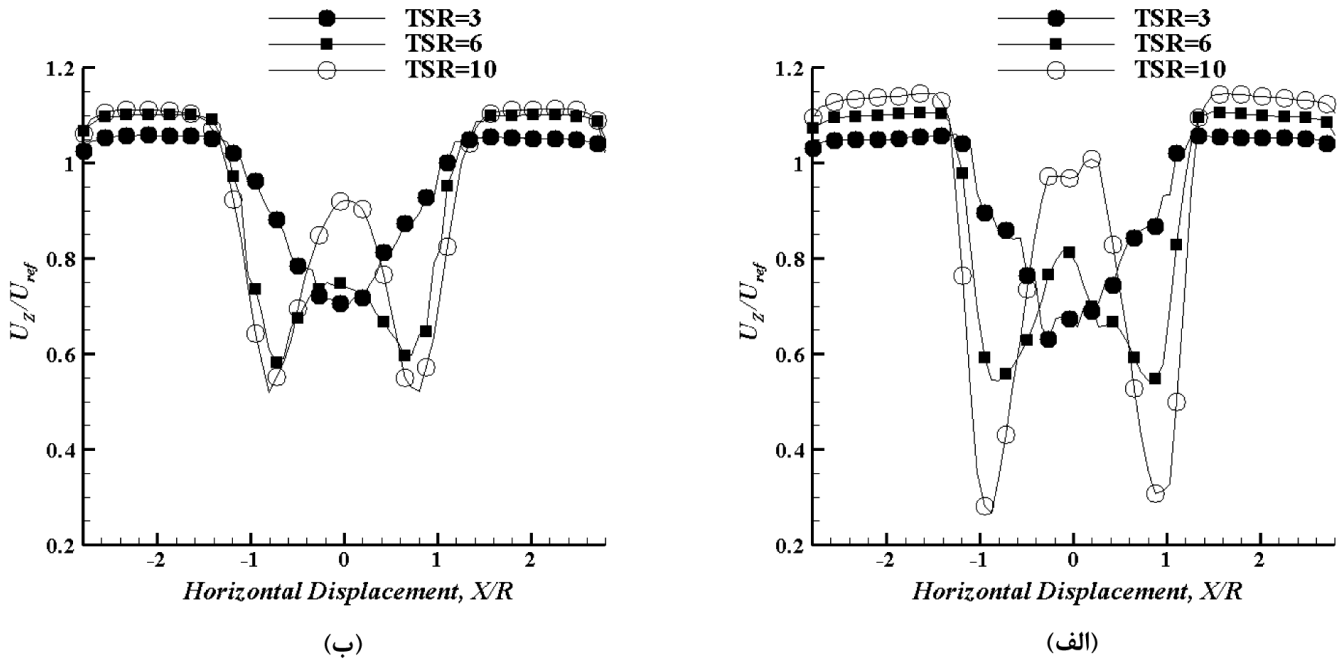 TSR=3
TSR=6
TSR=10
1.2
1
0.8
0.6
0.4
0.2
U_Z/U_ref
-2 -1 0 1 2
Horizontal Displacement, X/R
(ب)
TSR=3
TSR=6
TSR=10
1.2
1
0.8
0.6
0.4
0.2
U_Z/U_ref
-2 -1 0 1 2
Horizontal Displacement, X/R
(الف)